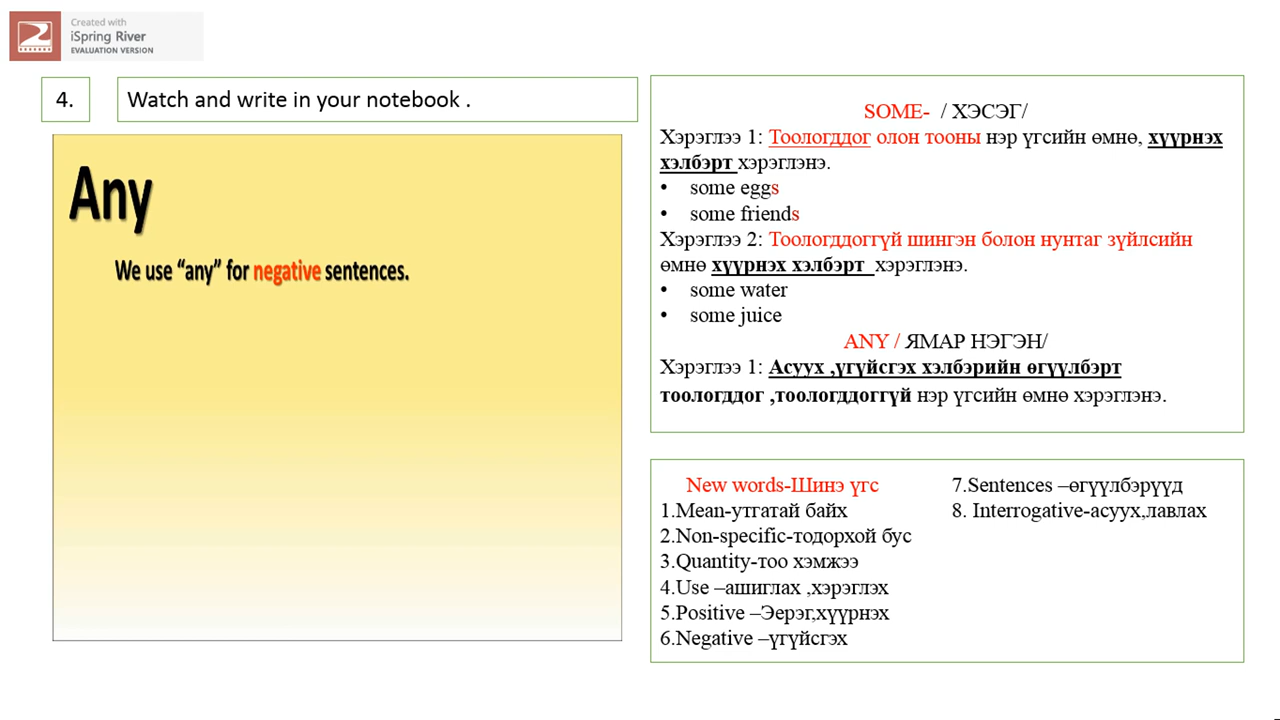 Created with
iSpring River
EVALUATION VERSION
4.
Watch and write in your notebook .
Any
We use “any” for negative sentences.
SOME- / ХЭСЭГ/
Хэрэглээ 1: Тоологддог олон тооны нэр үгсийн өмнө, хүүрнэх
хэлбэрт хэрэглэнэ.
• some eggs
• some friends
Хэрэглээ 2: Тоологддоггүй шингэн болон нунтаг зүйлсийн
өмнө хүүрнэх хэлбэрт хэрэглэнэ.
• some water
• some juice
ANY / ЯМАР НЭГЭН/
Хэрэглээ 1: Асуух ,үгүйсгэх хэлбэрийн өгүүлбэрт
тоологддог ,тоологддоггүй нэр үгсийн өмнө хэрэглэнэ.
New words-Шинэ үгс
1.Mean-утгатай байх
2.Non-specific-тодорхой бус
3.Quantity-тоо хэмжээ
4.Use –ашиглах ,хэрэглэх
5.Positive –Эерэг,хүүрнэх
6.Negative –үгүйсгэх
7.Sentences –өгүүлбэрүүд
8. Interrogative-асуух,лавлах